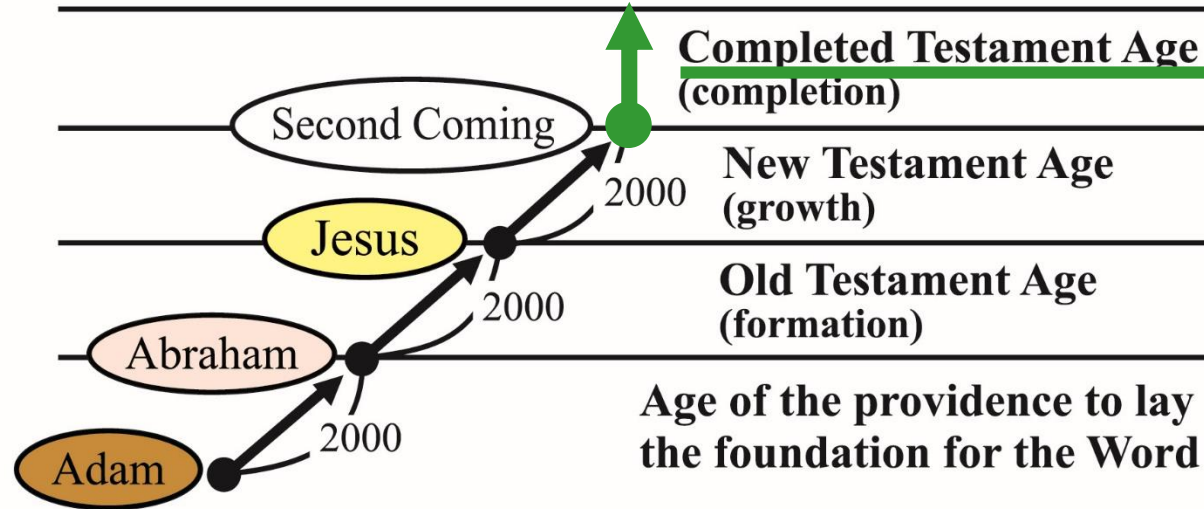 Completed Testament Age
(completion)
Second Coming
2000
New Testament Age
(growth)
Jesus
2000
Old Testament Age
(formation)
Abraham
2000
Age of the providence to lay
the foundation for the Word
Adam